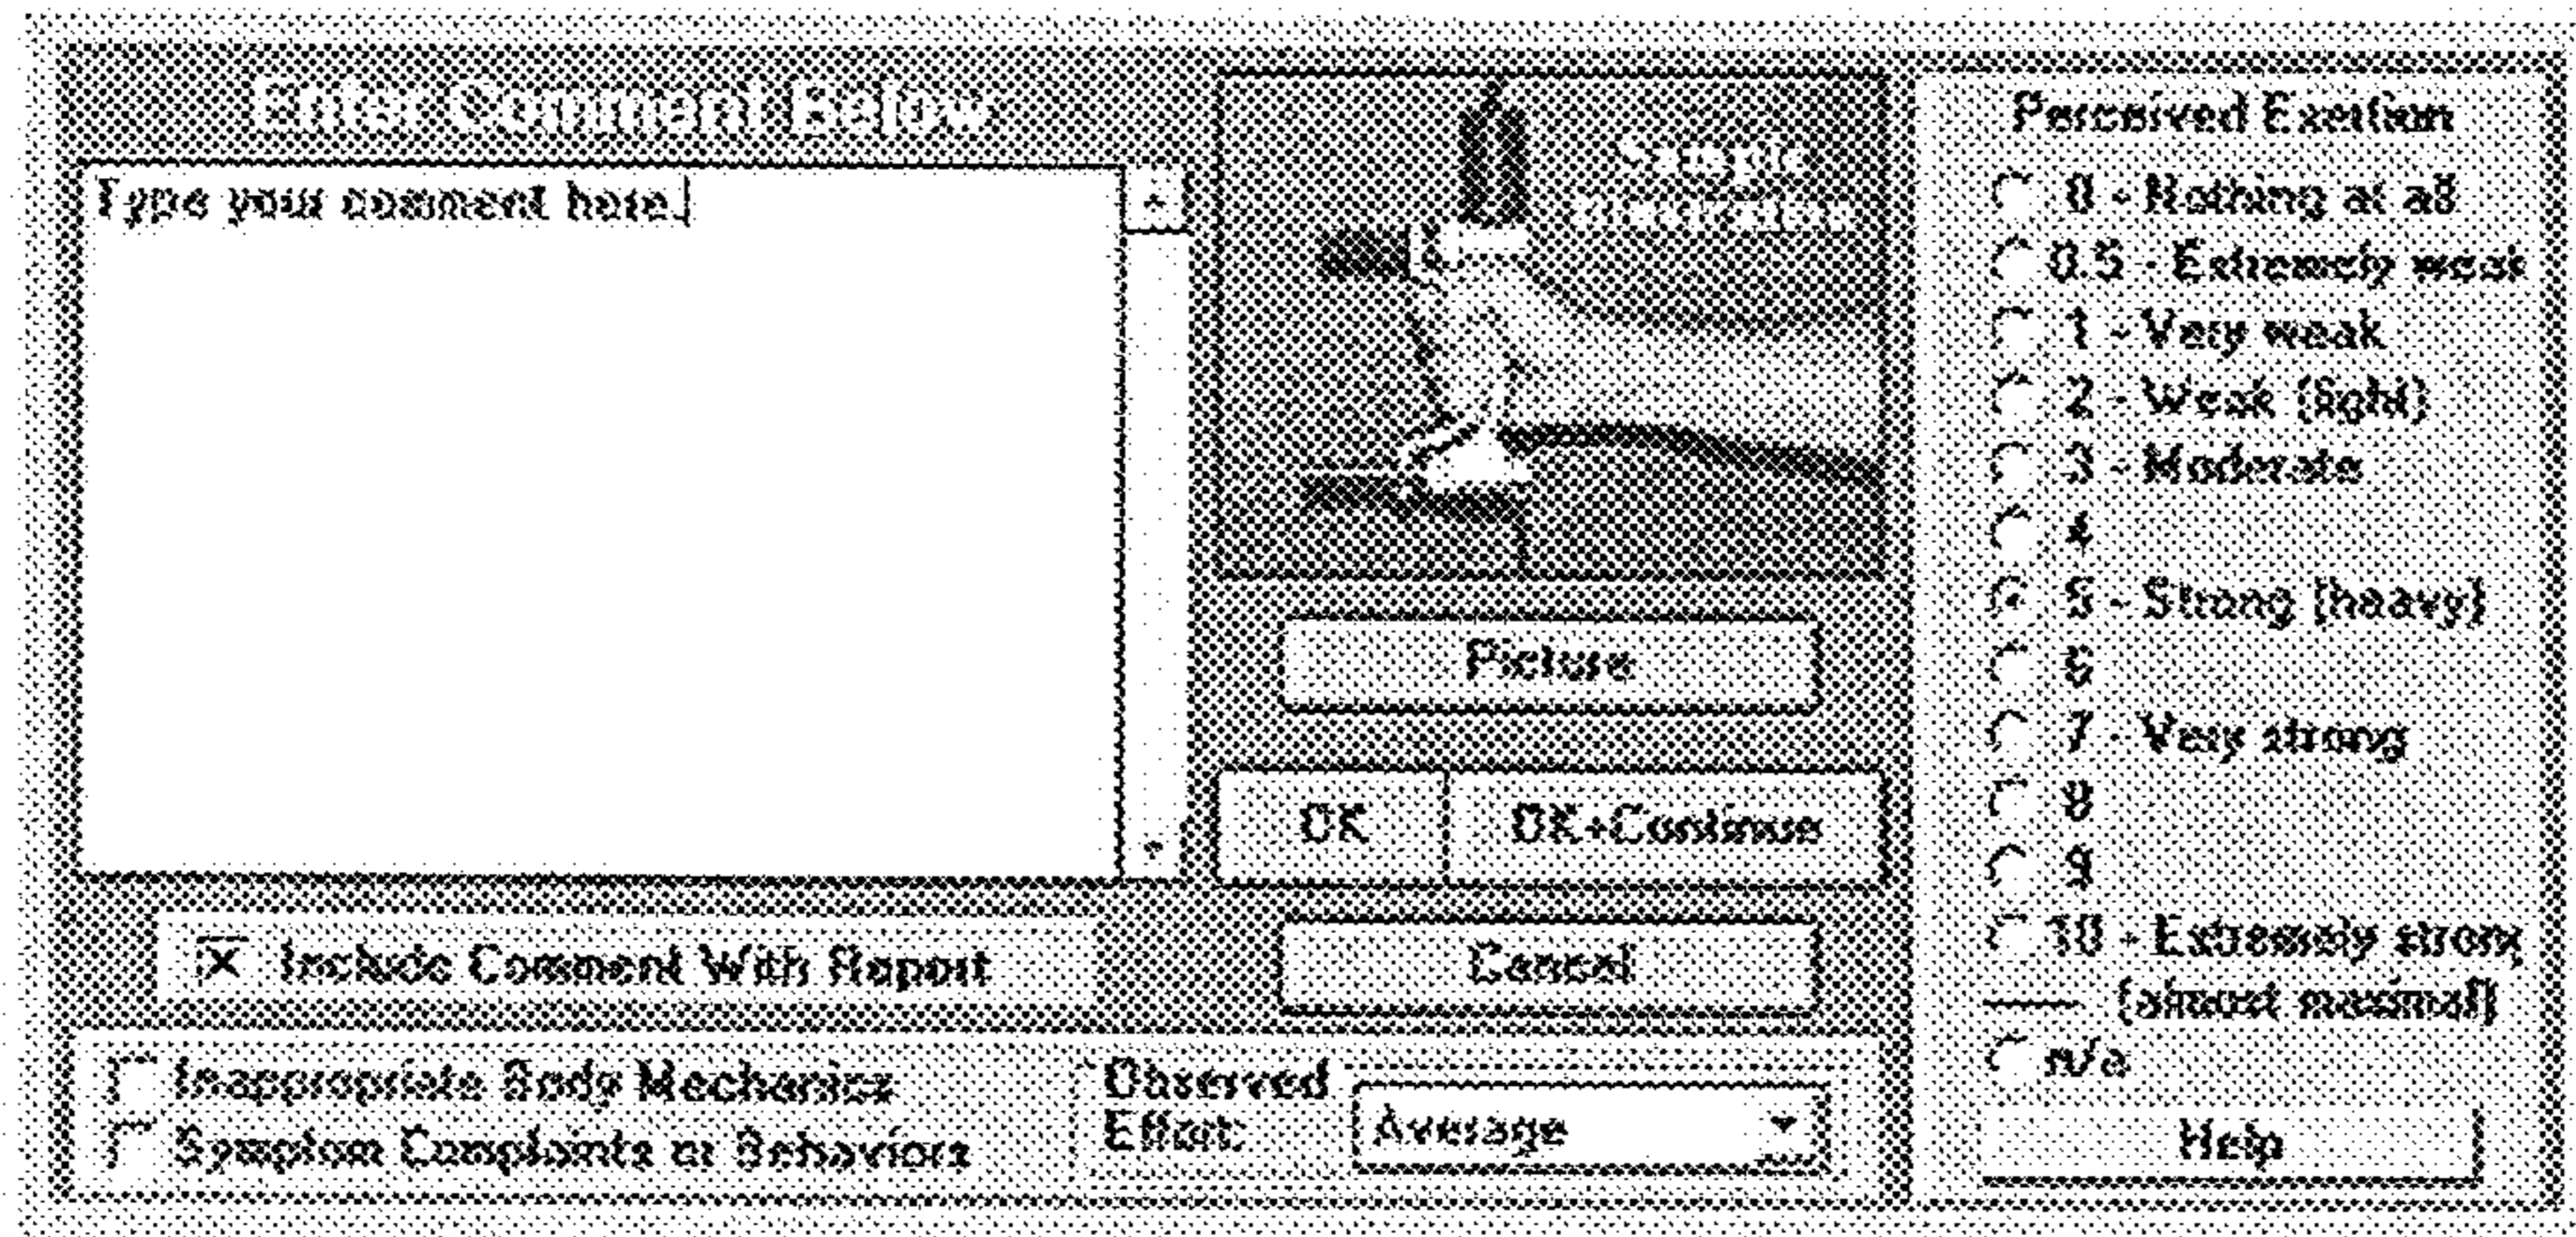 Enter Comment Below
Type your comment here.
Include Comment With Report
Inappropriate Body Mechanics
Symptom Complaints or Behaviors
Observed
Effort:
Average
Sample
Picture
OK
OK+Continue
Cancel
Perceived Exertion
0 - Nothing at all
0.5 - Extremely weak
1 - Very weak
2 - Weak (light)
3 - Moderate
4
5 - Strong (heavy)
6
7 - Very strong
8
9
10 - Extremely strong
(almost maximal)
n/a
Help